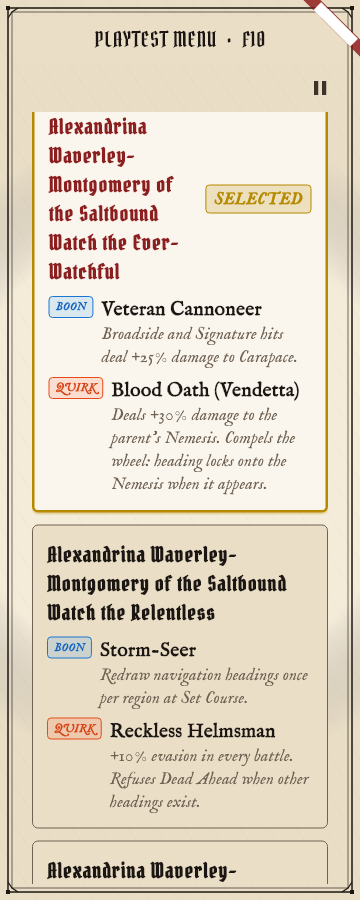 PLAYTEST MENU · F10
Alexandrina
Waverley-
Montgomery of
the Saltbound
Watch the Ever-
Watchful
SELECTED
BOON Veteran Cannoneer
Broadside and Signature hits
deal +25% damage to Carapace.
QUIRK Blood Oath (Vendetta)
Deals +30% damage to the
parent's Nemesis. Compels the
wheel: heading locks onto the
Nemesis when it appears.
Alexandrina Waverley-
Montgomery of the Saltbound
Watch the Relentless
BOON Storm-Seer
Redraw navigation headings once
per region at Set Course.
QUIRK Reckless Helmsman
+10% evasion in every battle.
Refuses Dead Ahead when other
headings exist.
Alexandrina Waverley-